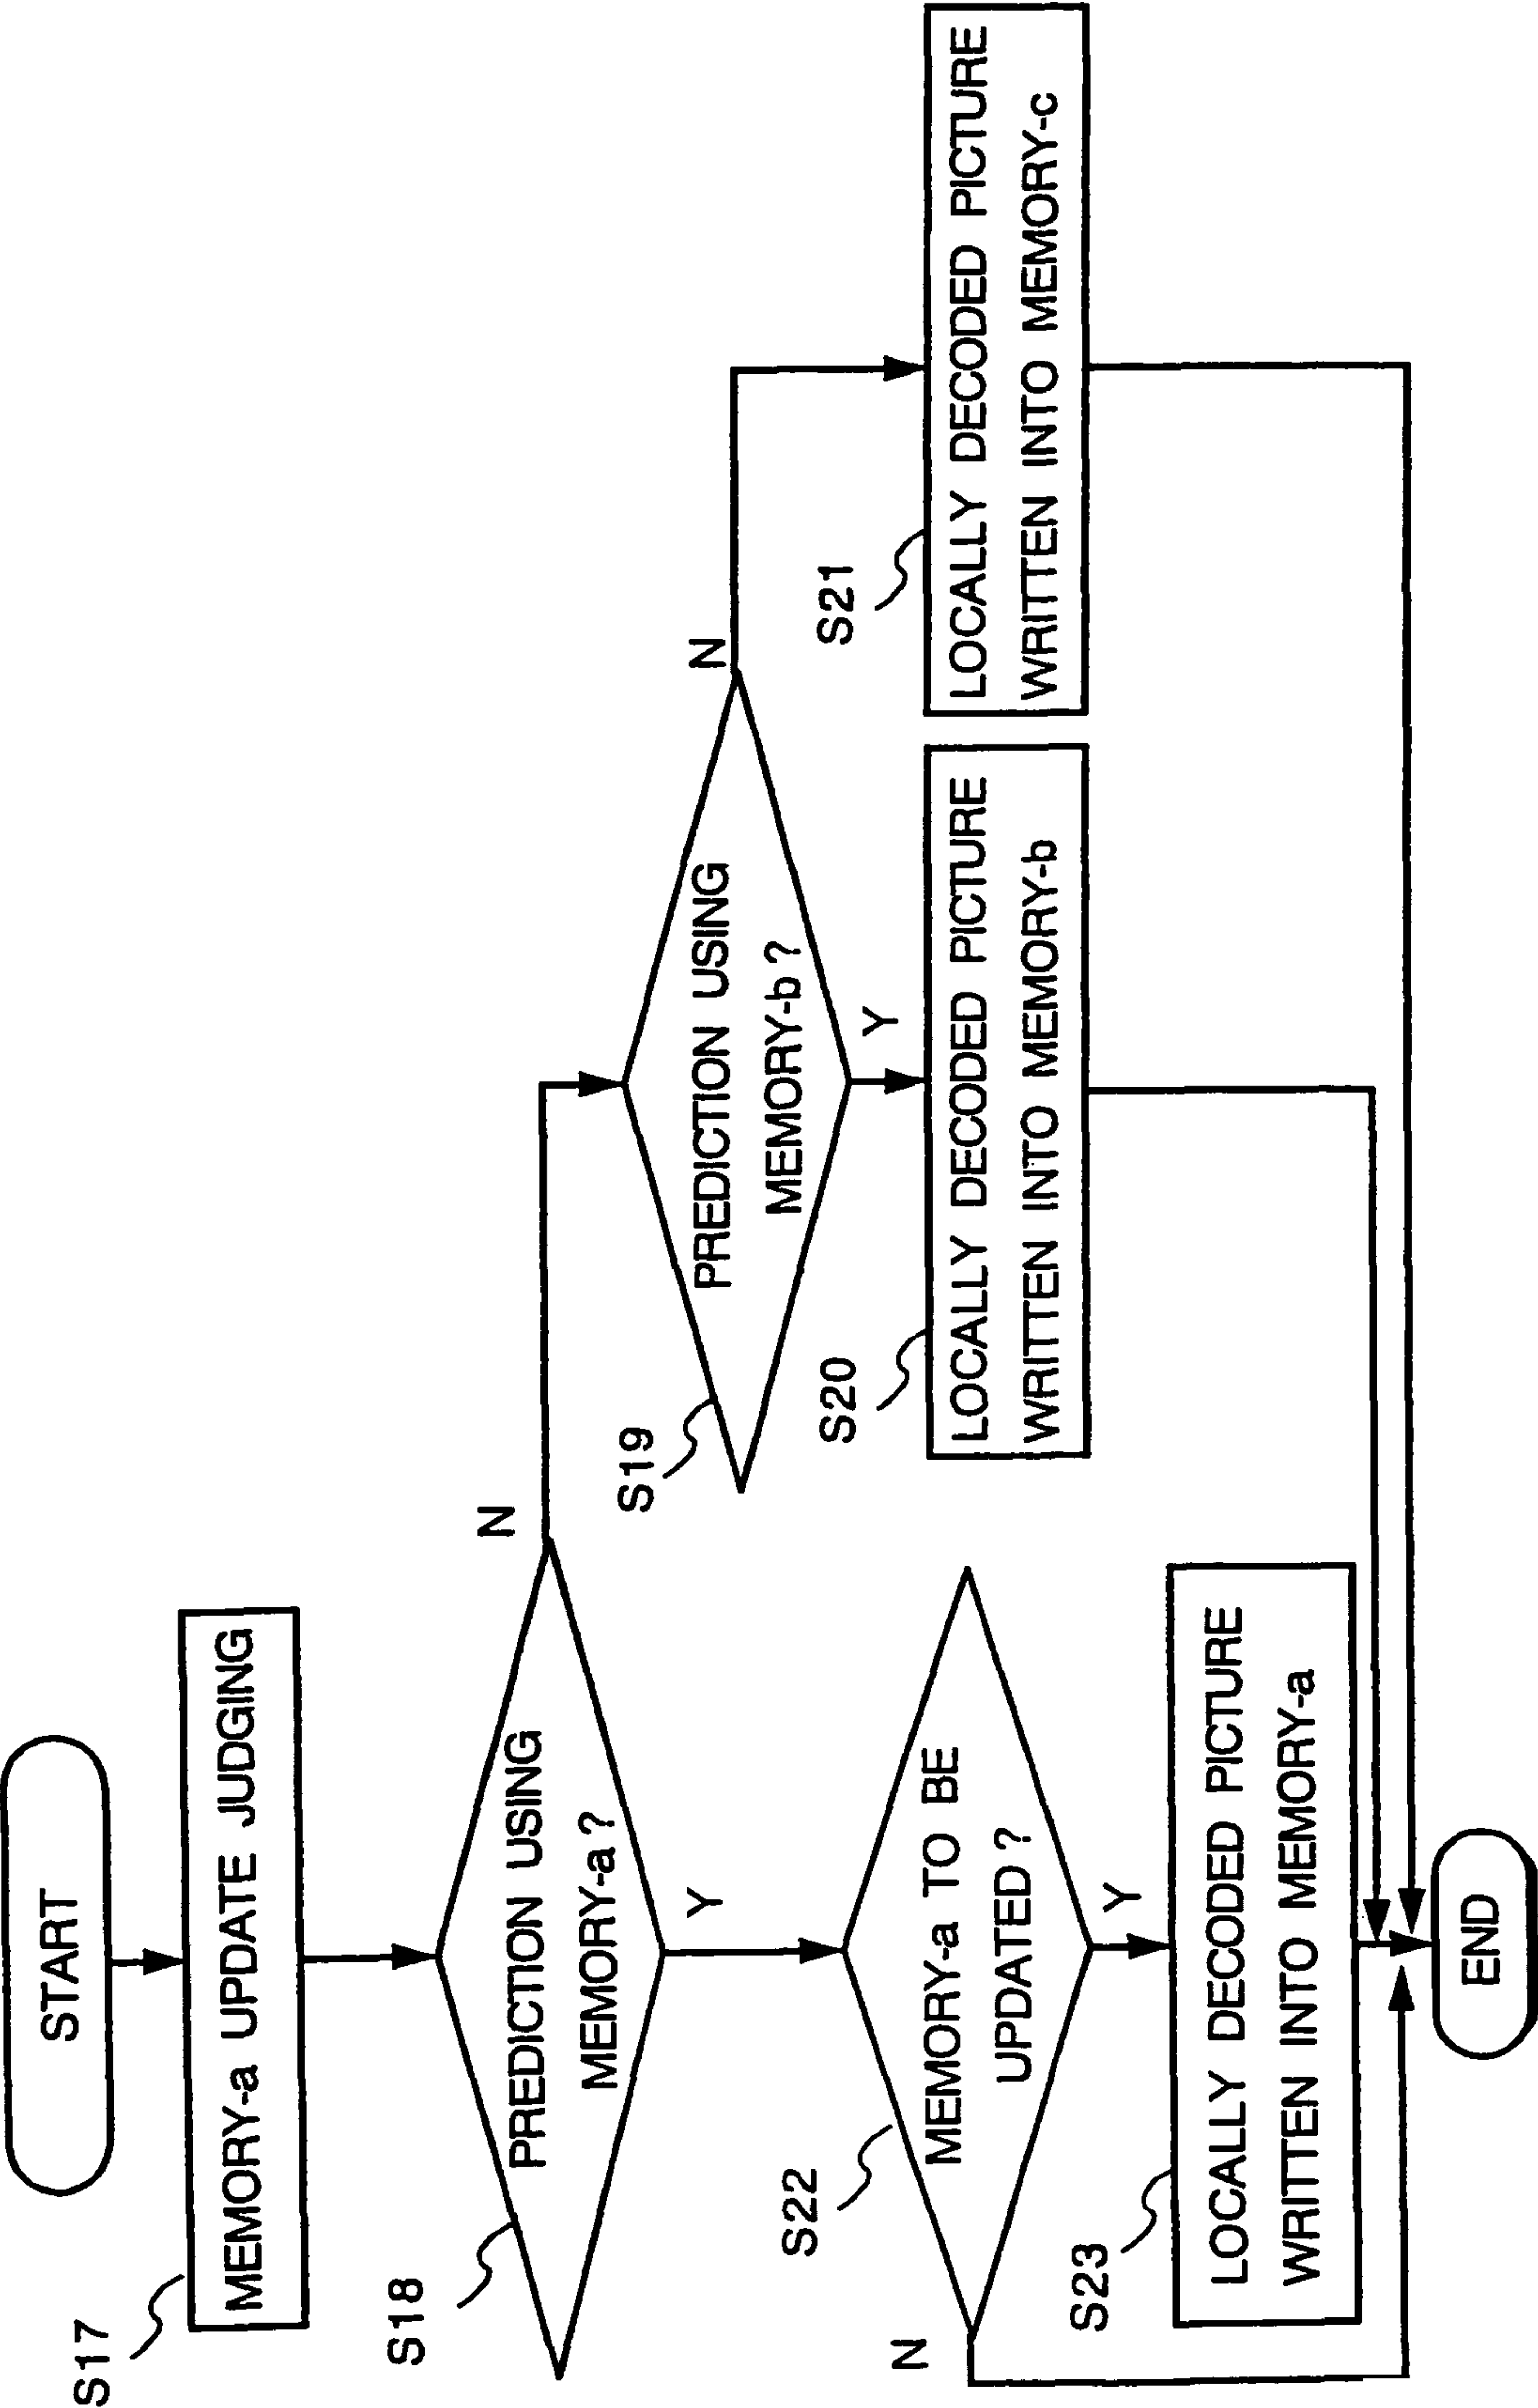 START
S17
MEMORY-a UPDATE JUDGING
S18
PREDICTION USING
MEMORY-a ?
N
Y
S19
PREDICTION USING
MEMORY-b ?
N
Y
S22
MEMORY-a TO BE
UPDATED ?
N
Y
S20
LOCALLY DECODED PICTURE
WRITTEN INTO MEMORY-b
S21
LOCALLY DECODED PICTURE
WRITTEN INTO MEMORY-c
S23
LOCALLY DECODED PICTURE
WRITTEN INTO MEMORY-a
END